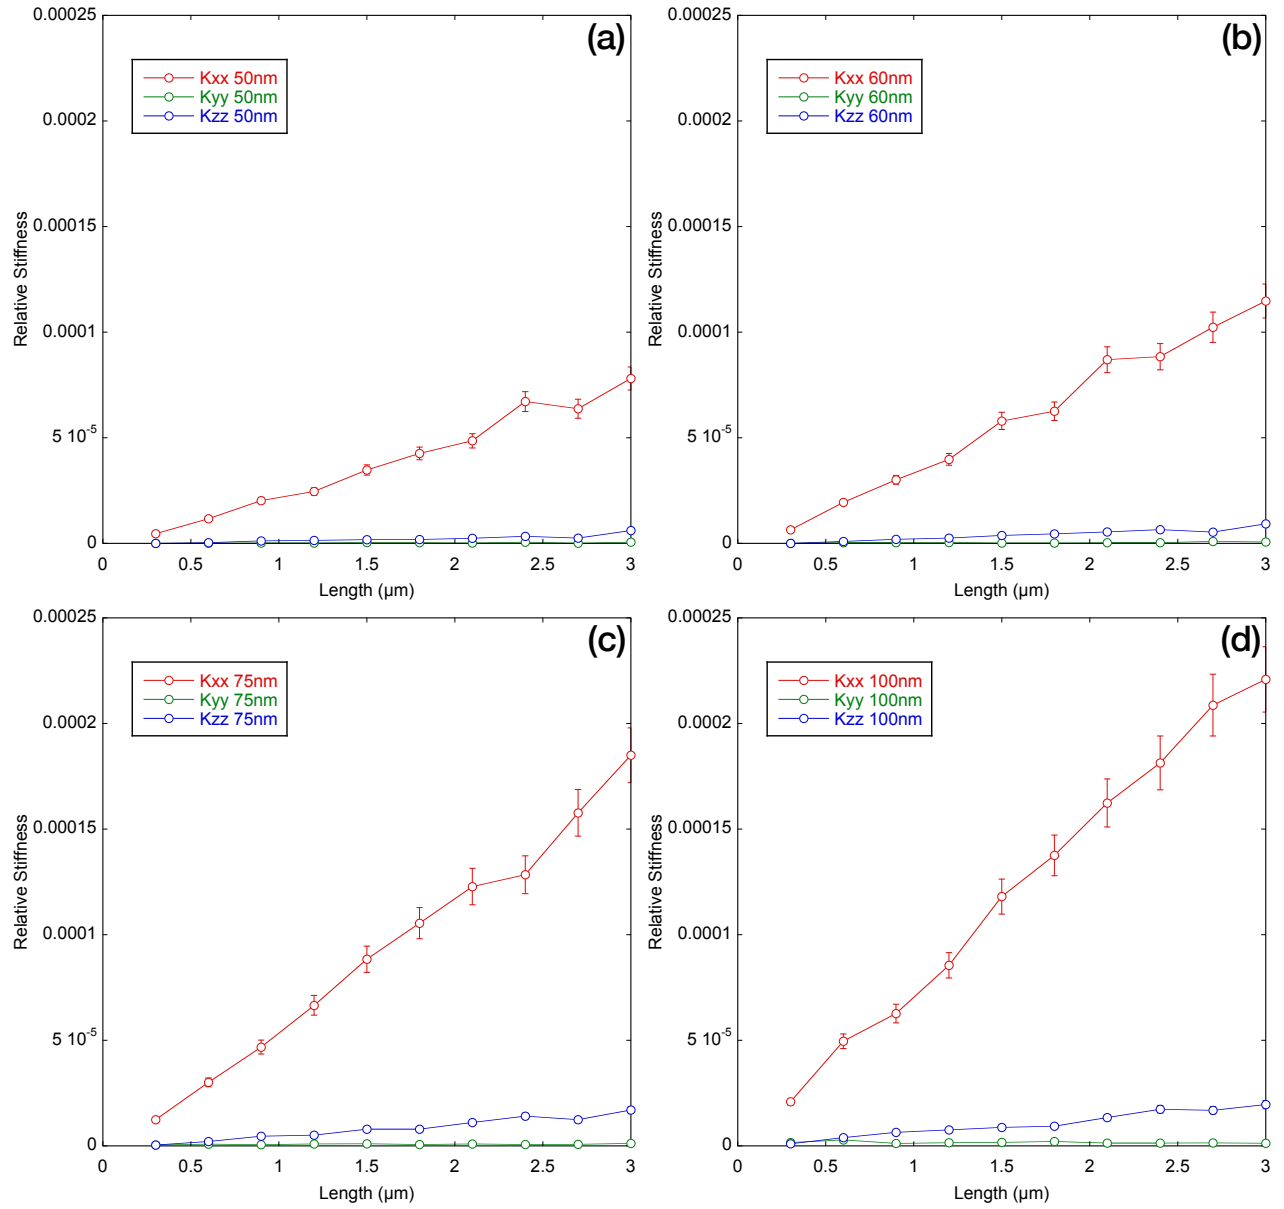 (a)
Kxx 50nm
Kyy 50nm
Kzz 50nm
0.00025
0.0002
0.00015
0.0001
5 10⁻⁵
0
Relative Stiffness
0 0.5 1 1.5 2 2.5 3
Length (µm)
(b)
Kxx 60nm
Kyy 60nm
Kzz 60nm
0.00025
0.0002
0.00015
0.0001
5 10⁻⁵
0
Relative Stiffness
0 0.5 1 1.5 2 2.5 3
Length (µm)
(c)
Kxx 75nm
Kyy 75nm
Kzz 75nm
0.00025
0.0002
0.00015
0.0001
5 10⁻⁵
0
Relative Stiffness
0 0.5 1 1.5 2 2.5 3
Length (µm)
(d)
Kxx 100nm
Kyy 100nm
Kzz 100nm
0.00025
0.0002
0.00015
0.0001
5 10⁻⁵
0
Relative Stiffness
0 0.5 1 1.5 2 2.5 3
Length (µm)